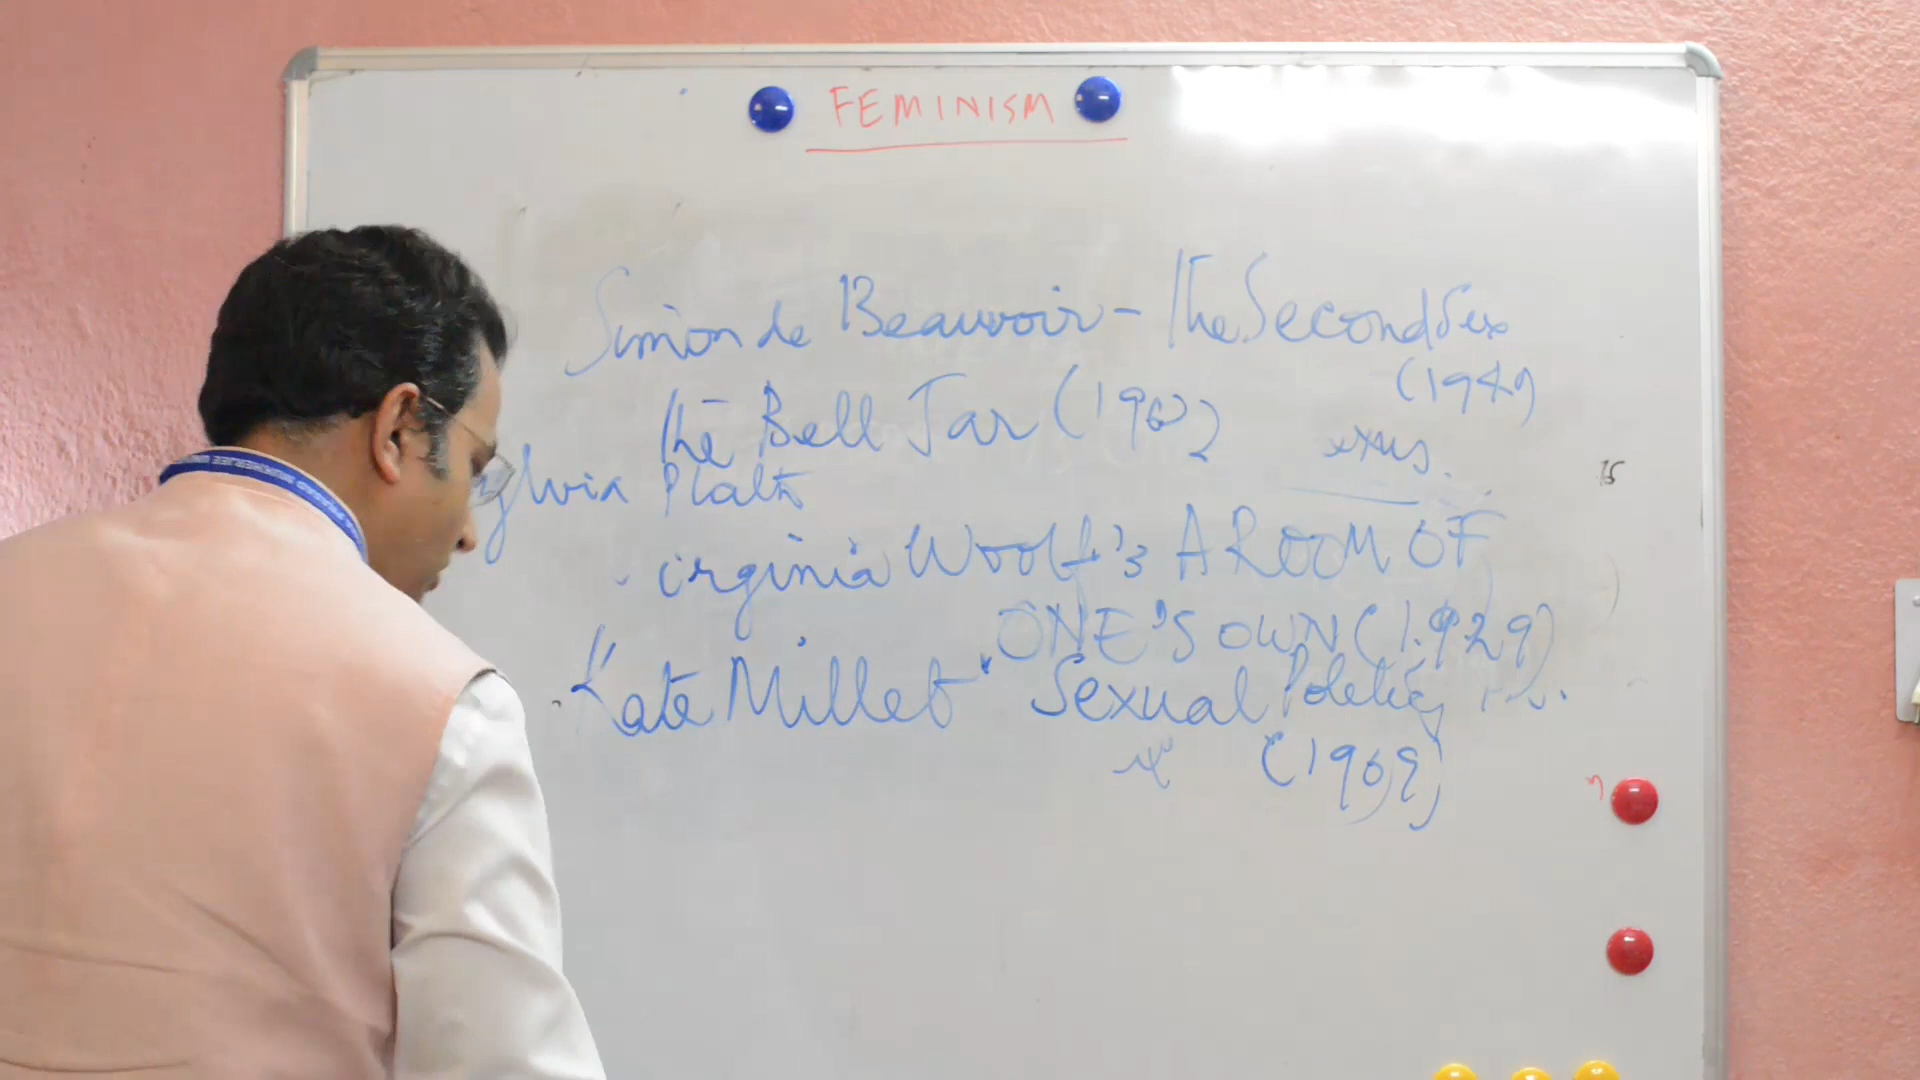 FEMINISM
Simon de Beauvoir - The Second Sex
(1949)
The Bell Jar (1963)
ylvia Plath
irginia Woolf's A ROOM OF
ONE'S OWN (1929)
Kate Millet Sexual Politics
(1969)